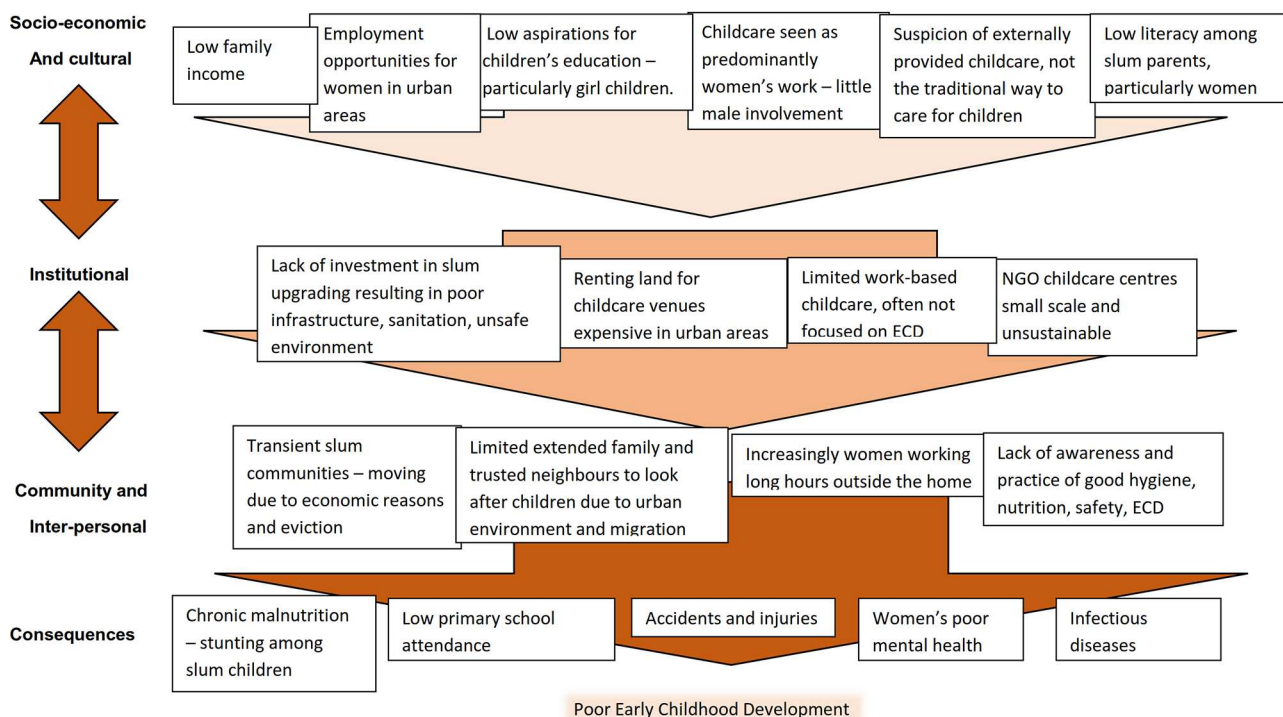 Socio-economic
And cultural
Low family
income
Employment
opportunities for
women in urban
areas
Low aspirations for
children’s education –
particularly girl children.
Childcare seen as
predominantly
women’s work – little
male involvement
Suspicion of externally
provided childcare, not
the traditional way to
care for children
Low literacy among
slum parents,
particularly women
Institutional
Lack of investment in slum
upgrading resulting in poor
infrastructure, sanitation, unsafe
environment
Renting land for
childcare venues
expensive in urban areas
Limited work-based
childcare, often not
focused on ECD
NGO childcare centres
small scale and
unsustainable
Community and
Inter-personal
Transient slum
communities – moving
due to economic reasons
and eviction
Limited extended family and
trusted neighbours to look
after children due to urban
environment and migration
Increasingly women working
long hours outside the home
Lack of awareness and
practice of good hygiene,
nutrition, safety, ECD
Consequences
Chronic malnutrition
– stunting among
slum children
Low primary school
attendance
Accidents and injuries
Women’s poor
mental health
Infectious
diseases
Poor Early Childhood Development